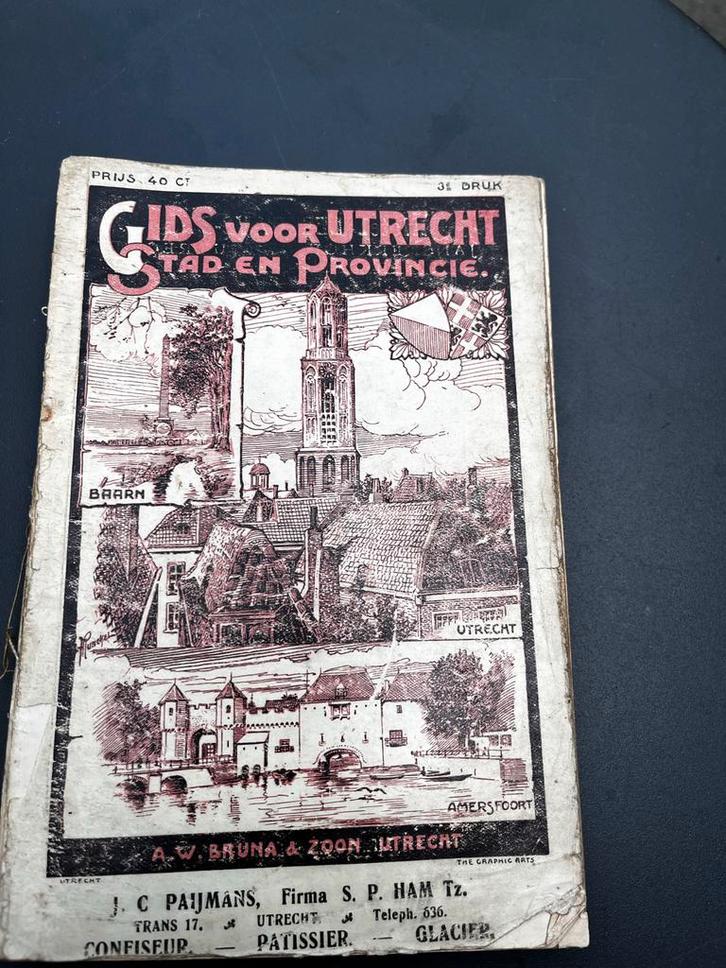 PRIJS 40 CT
3E DRUK
GIDS VOOR UTRECHT
STAD EN PROVINCIE.
BAARN
UTRECHT
AMERSFOORT
A.W. BRUNA & ZOON. UTRECHT
THE GRAPHIC ARTS
UTRECHT
J. C PAIJMANS, Firma S. P. HAM Tz.
TRANS 17. UTRECHT Teleph. 636.
CONFISEUR. — PATISSIER. — GLACIER.